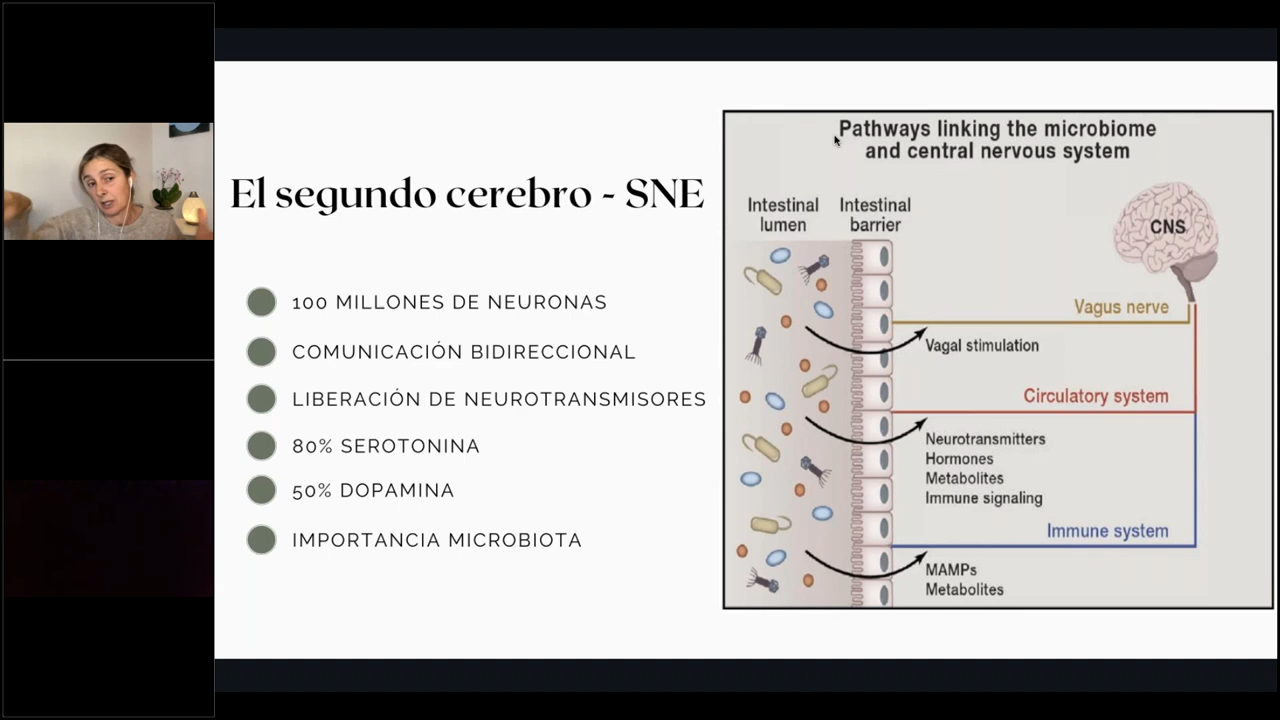 El segundo cerebro - SNE
100 MILLONES DE NEURONAS
COMUNICACIÓN BIDIRECCIONAL
LIBERACIÓN DE NEUROTRANSMISORES
80% SEROTONINA
50% DOPAMINA
IMPORTANCIA MICROBIOTA
Pathways linking the microbiome
and central nervous system
Intestinal
lumen
Intestinal
barrier
CNS
Vagus nerve
Vagal stimulation
Circulatory system
Neurotransmitters
Hormones
Metabolites
Immune signaling
Immune system
MAMPs
Metabolites